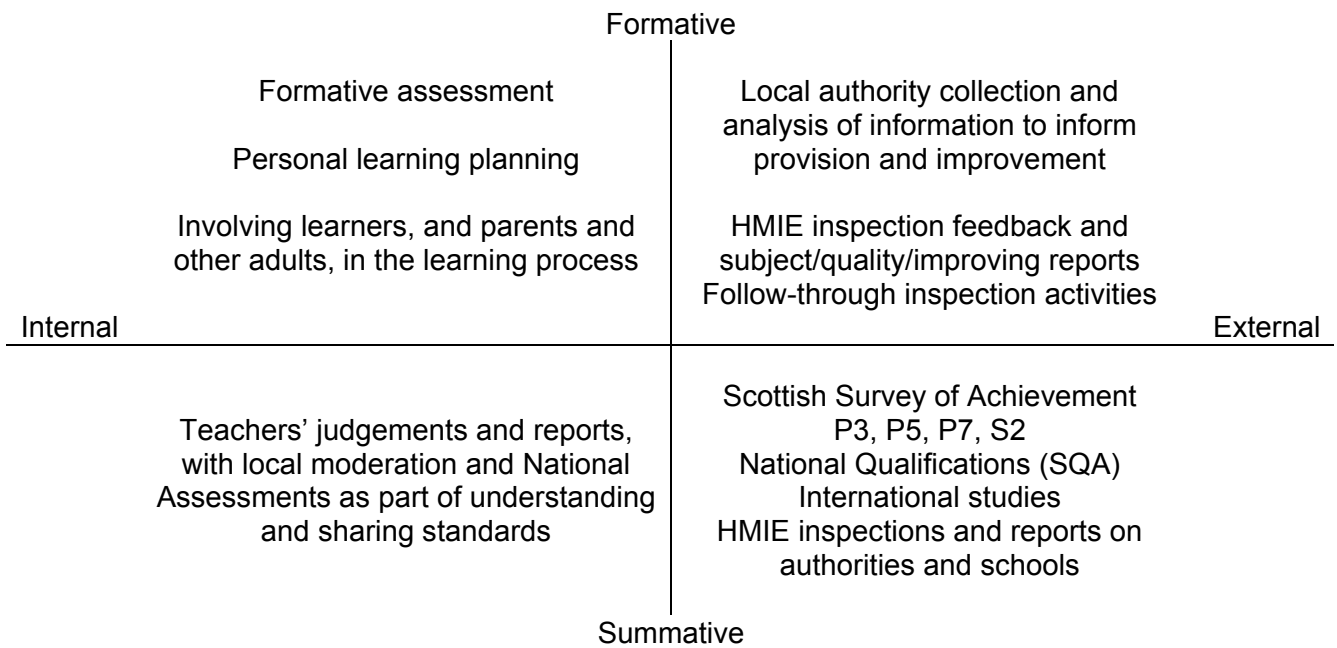 Formative
Formative assessment
Personal learning planning
Involving learners, and parents and
other adults, in the learning process
Local authority collection and
analysis of information to inform
provision and improvement
HMIE inspection feedback and
subject/quality/improving reports
Follow-through inspection activities
Internal
External
Teachers’ judgements and reports,
with local moderation and National
Assessments as part of understanding
and sharing standards
Scottish Survey of Achievement
P3, P5, P7, S2
National Qualifications (SQA)
International studies
HMIE inspections and reports on
authorities and schools
Summative